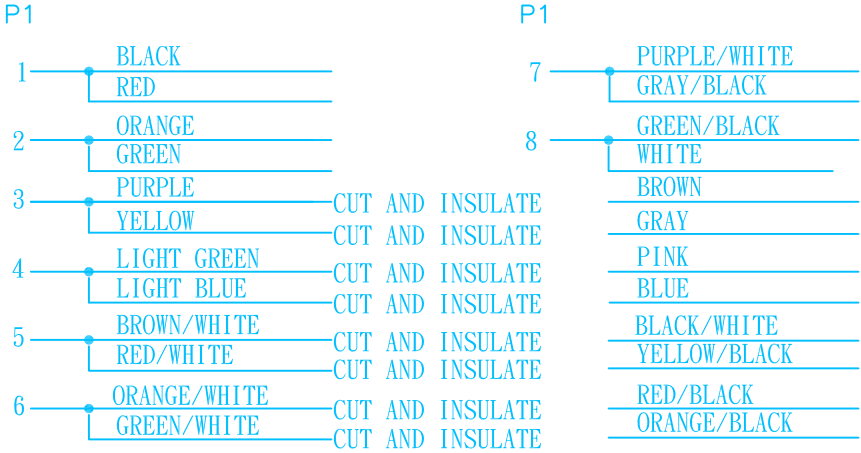 P1
BLACK
1
RED
ORANGE
2
GREEN
PURPLE
3
CUT AND INSULATE
YELLOW
CUT AND INSULATE
LIGHT GREEN
4
CUT AND INSULATE
LIGHT BLUE
CUT AND INSULATE
BROWN/WHITE
5
CUT AND INSULATE
RED/WHITE
CUT AND INSULATE
ORANGE/WHITE
6
CUT AND INSULATE
GREEN/WHITE
CUT AND INSULATE
P1
PURPLE/WHITE
7
GRAY/BLACK
GREEN/BLACK
8
WHITE
BROWN
GRAY
PINK
BLUE
BLACK/WHITE
YELLOW/BLACK
RED/BLACK
ORANGE/BLACK